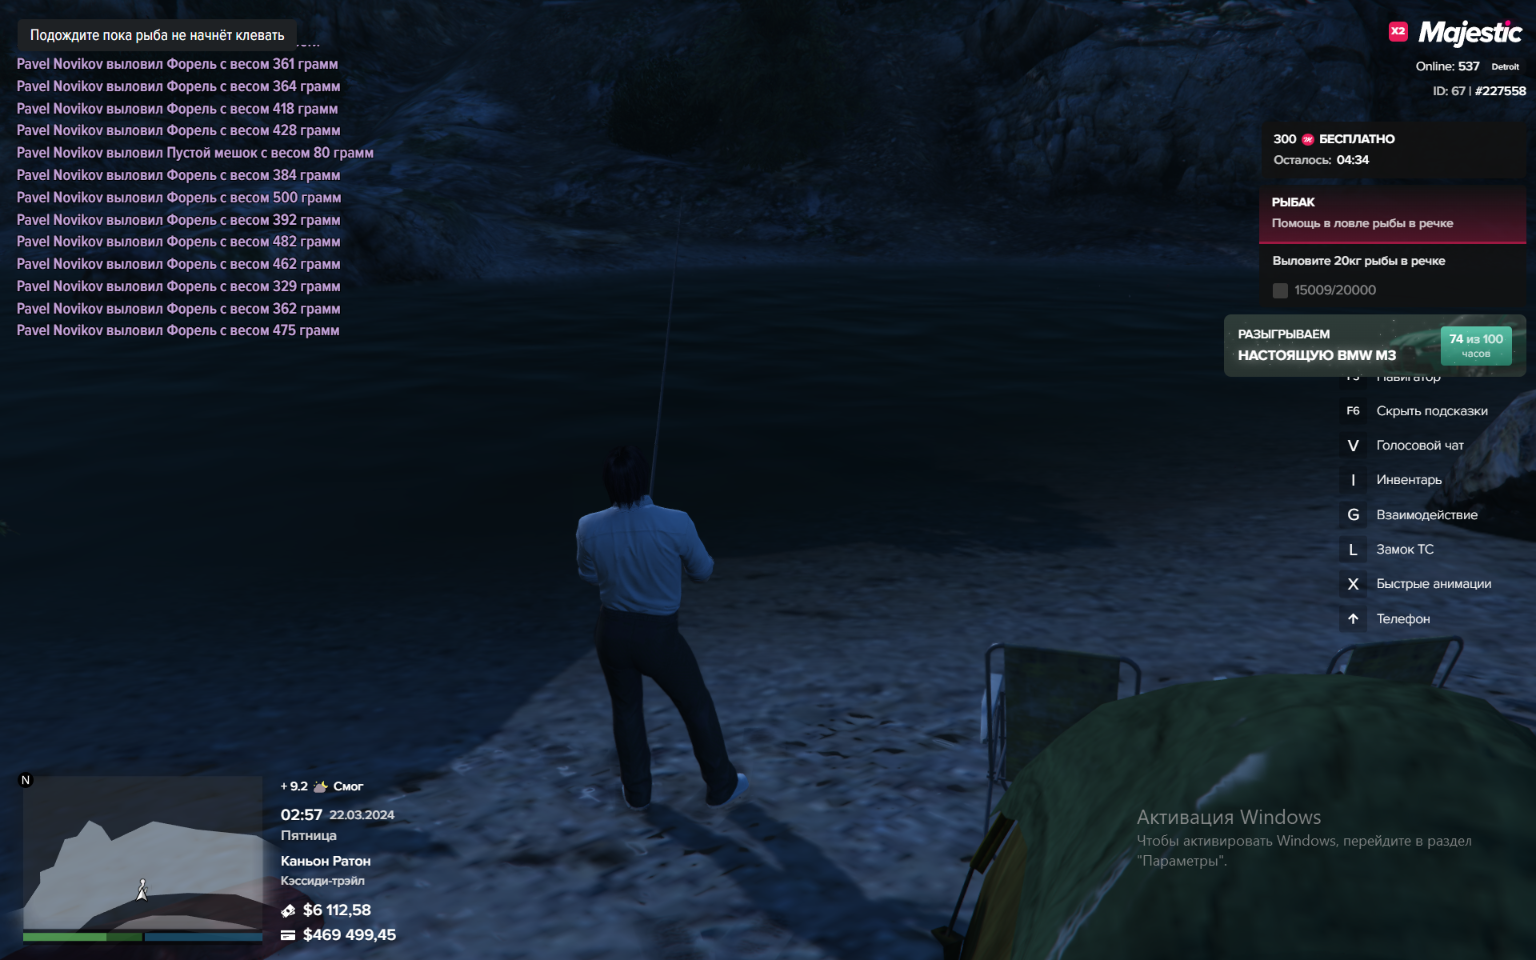 Подождите пока рыба не начнёт клевать
Pavel Novikov выловил Форель с весом 361 грамм
Pavel Novikov выловил Форель с весом 364 грамм
Pavel Novikov выловил Форель с весом 418 грамм
Pavel Novikov выловил Форель с весом 428 грамм
Pavel Novikov выловил Пустой мешок с весом 80 грамм
Pavel Novikov выловил Форель с весом 384 грамм
Pavel Novikov выловил Форель с весом 500 грамм
Pavel Novikov выловил Форель с весом 392 грамм
Pavel Novikov выловил Форель с весом 482 грамм
Pavel Novikov выловил Форель с весом 462 грамм
Pavel Novikov выловил Форель с весом 329 грамм
Pavel Novikov выловил Форель с весом 362 грамм
Pavel Novikov выловил Форель с весом 475 грамм
X2 Majestic
Online: 537 Detroit
ID: 67 | #227558
300 БЕСПЛАТНО
Осталось: 04:34
РЫБАК
Помощь в ловле рыбы в речке
Выловите 20кг рыбы в речке
15009/20000
РАЗЫГРЫВАЕМ
НАСТОЯЩУЮ BMW M3
74 из 100
часов
Навигатор
F6 Скрыть подсказки
V Голосовой чат
I Инвентарь
G Взаимодействие
L Замок ТС
X Быстрые анимации
Телефон
N
+ 9.2 Смог
02:57 22.03.2024
Пятница
Каньон Ратон
Кэссиди-трэйл
$6 112,58
$469 499,45
Активация Windows
Чтобы активировать Windows, перейдите в раздел
"Параметры".